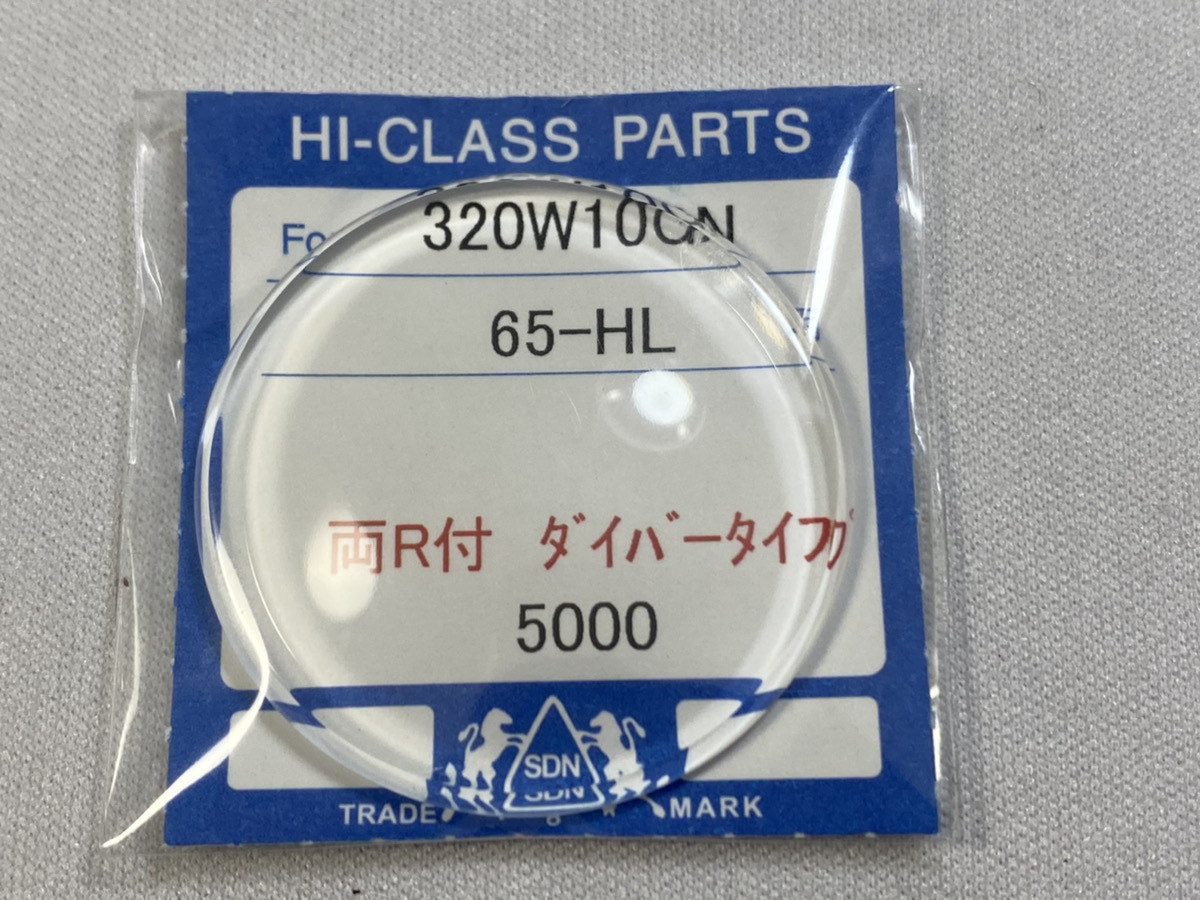 HI-CLASS PARTS
320W10GN
65-HL
両R付 ダイバータイプ
5000
SDN
TRADE MARK